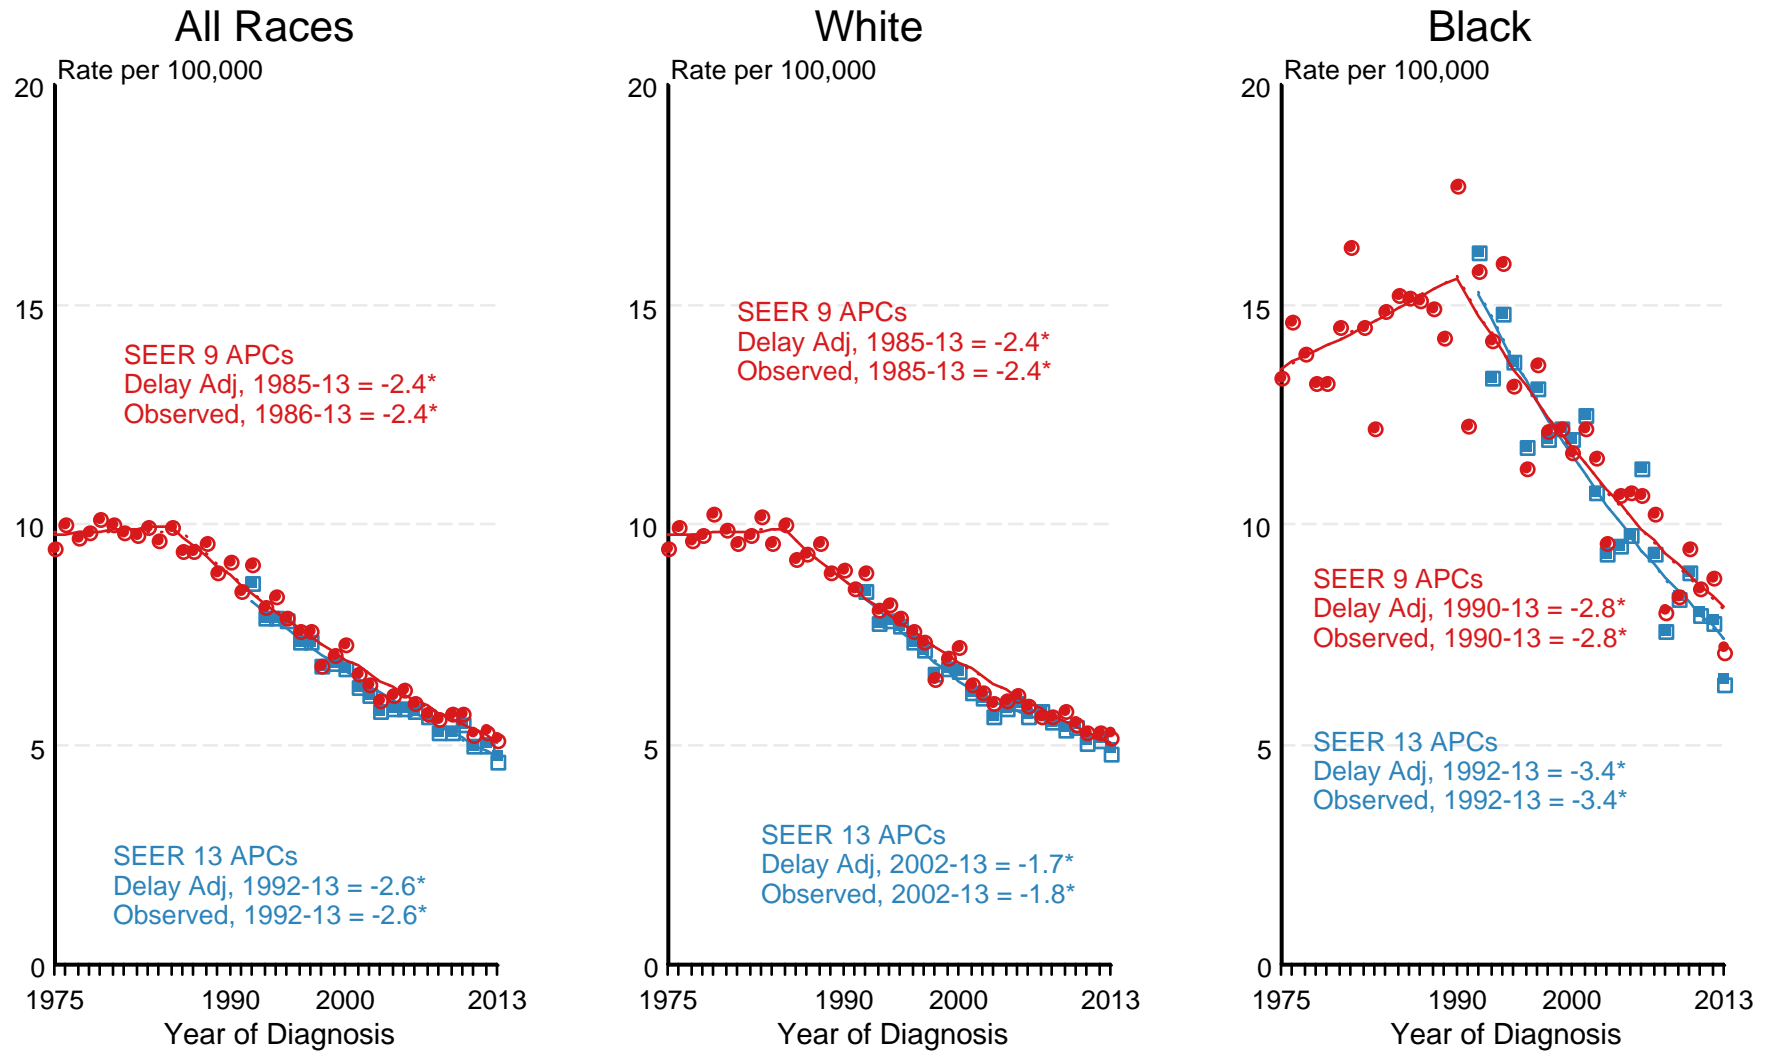 All Races
Rate per 100,000
20
15
10
5
0
SEER 9 APCs
Delay Adj, 1985-13 = -2.4*
Observed, 1986-13 = -2.4*
SEER 13 APCs
Delay Adj, 1992-13 = -2.6*
Observed, 1992-13 = -2.6*
1975 1990 2000 2013
Year of Diagnosis
White
Rate per 100,000
20
15
10
5
0
SEER 9 APCs
Delay Adj, 1985-13 = -2.4*
Observed, 1985-13 = -2.4*
SEER 13 APCs
Delay Adj, 2002-13 = -1.7*
Observed, 2002-13 = -1.8*
1975 1990 2000 2013
Year of Diagnosis
Black
Rate per 100,000
20
15
10
5
0
SEER 9 APCs
Delay Adj, 1990-13 = -2.8*
Observed, 1990-13 = -2.8*
SEER 13 APCs
Delay Adj, 1992-13 = -3.4*
Observed, 1992-13 = -3.4*
1975 1990 2000 2013
Year of Diagnosis